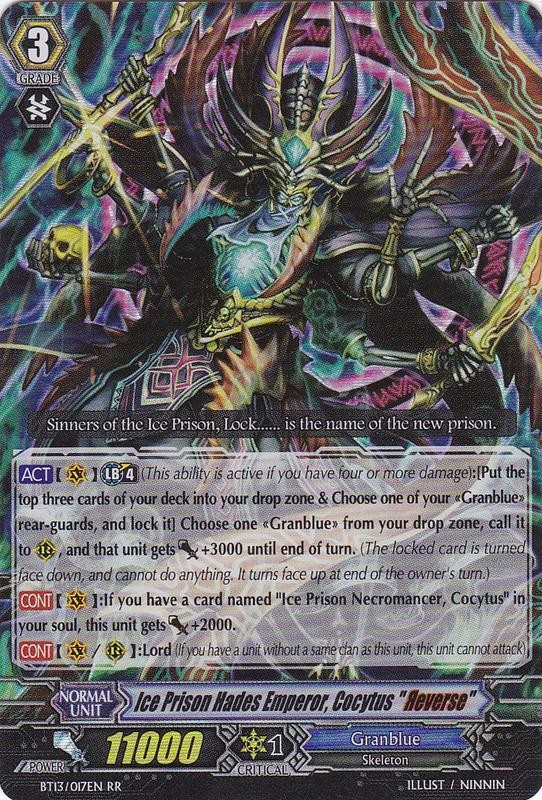 3
GRADE
Sinners of the Ice Prison, Lock...... is the name of the new prison.
ACT【 】LB4 (This ability is active if you have four or more damage):[Put the
top three cards of your deck into your drop zone & Choose one of your «Granblue»
rear-guards, and lock it] Choose one «Granblue» from your drop zone, call it
to R, and that unit gets +3000 until end of turn. (The locked card is turned
face down, and cannot do anything. It turns face up at end of the owner's turn.)
CONT【 】:If you have a card named "Ice Prison Necromancer, Cocytus" in
your soul, this unit gets +2000.
CONT【 / 】:Lord (If you have a unit without a same clan as this unit, this unit cannot attack)
NORMAL
UNIT
Ice Prison Hades Emperor, Cocytus "Reverse"
POWER
11000
1
CRITICAL
Granblue
Skeleton
BT13/017EN RR
ILLUST / NINNIN